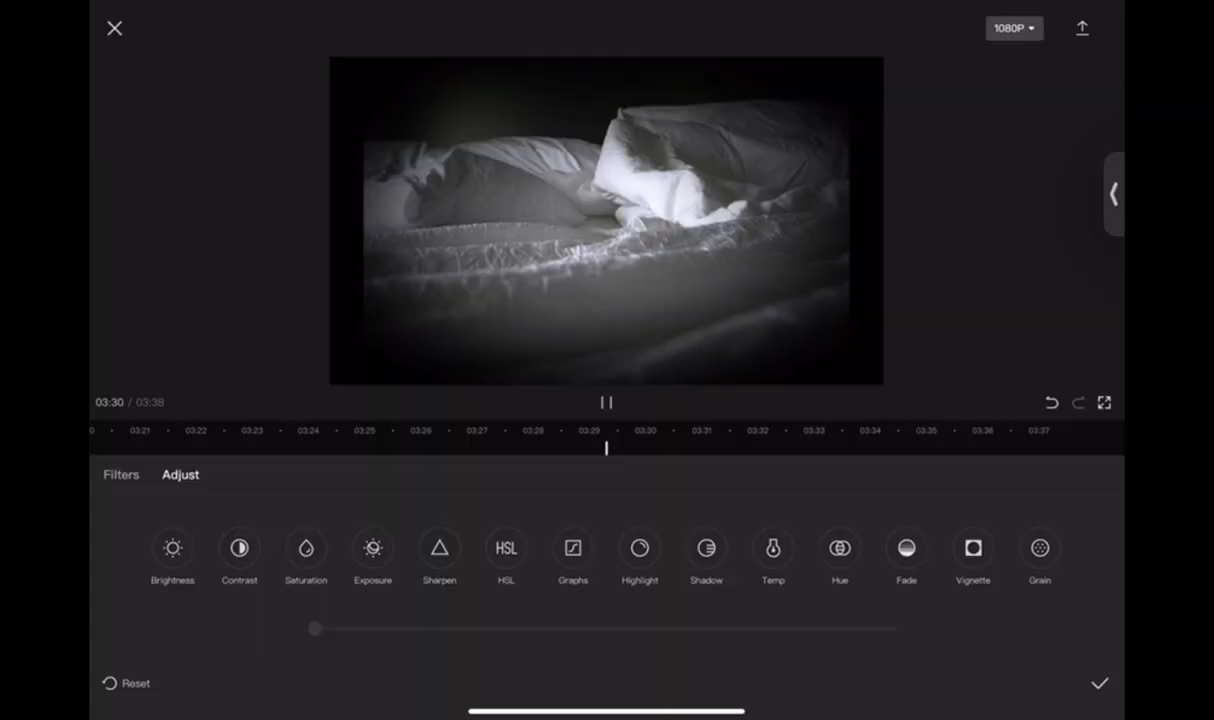 1080P
03:30 / 03:38
0 03:21 03:22 03:23 03:24 03:25 03:26 03:27 03:28 03:29 03:30 03:31 03:32 03:33 03:34 03:35 03:36 03:37
Filters Adjust
HSL
Brightness Contrast Saturation Exposure Sharpen HSL Graphs Highlight Shadow Temp Hue Fade Vignette Grain
Reset